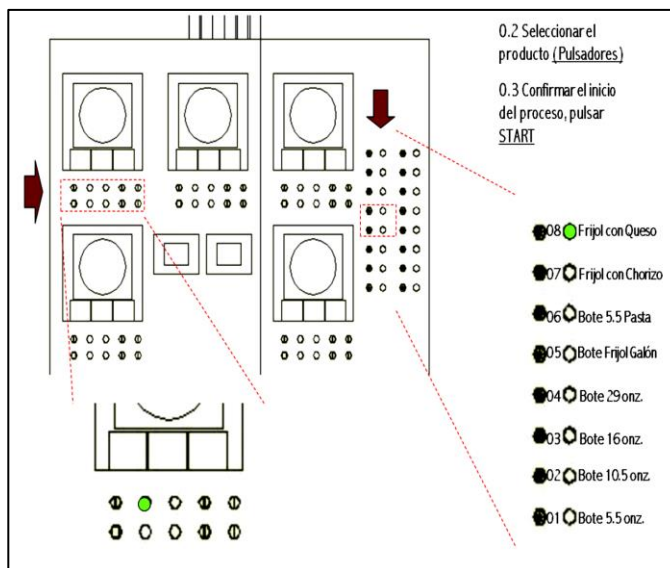 0.2 Seleccionar el
producto (Pulsadores)
0.3 Confirmar el inicio
del proceso, pulsar
START
08 Frijol con Queso
07 Frijol con Chorizo
06 Bote 5.5 Pasta
05 Bote Frijol Galón
04 Bote 29 onz.
03 Bote 16 onz.
02 Bote 10.5 onz.
01 Bote 5.5 onz.